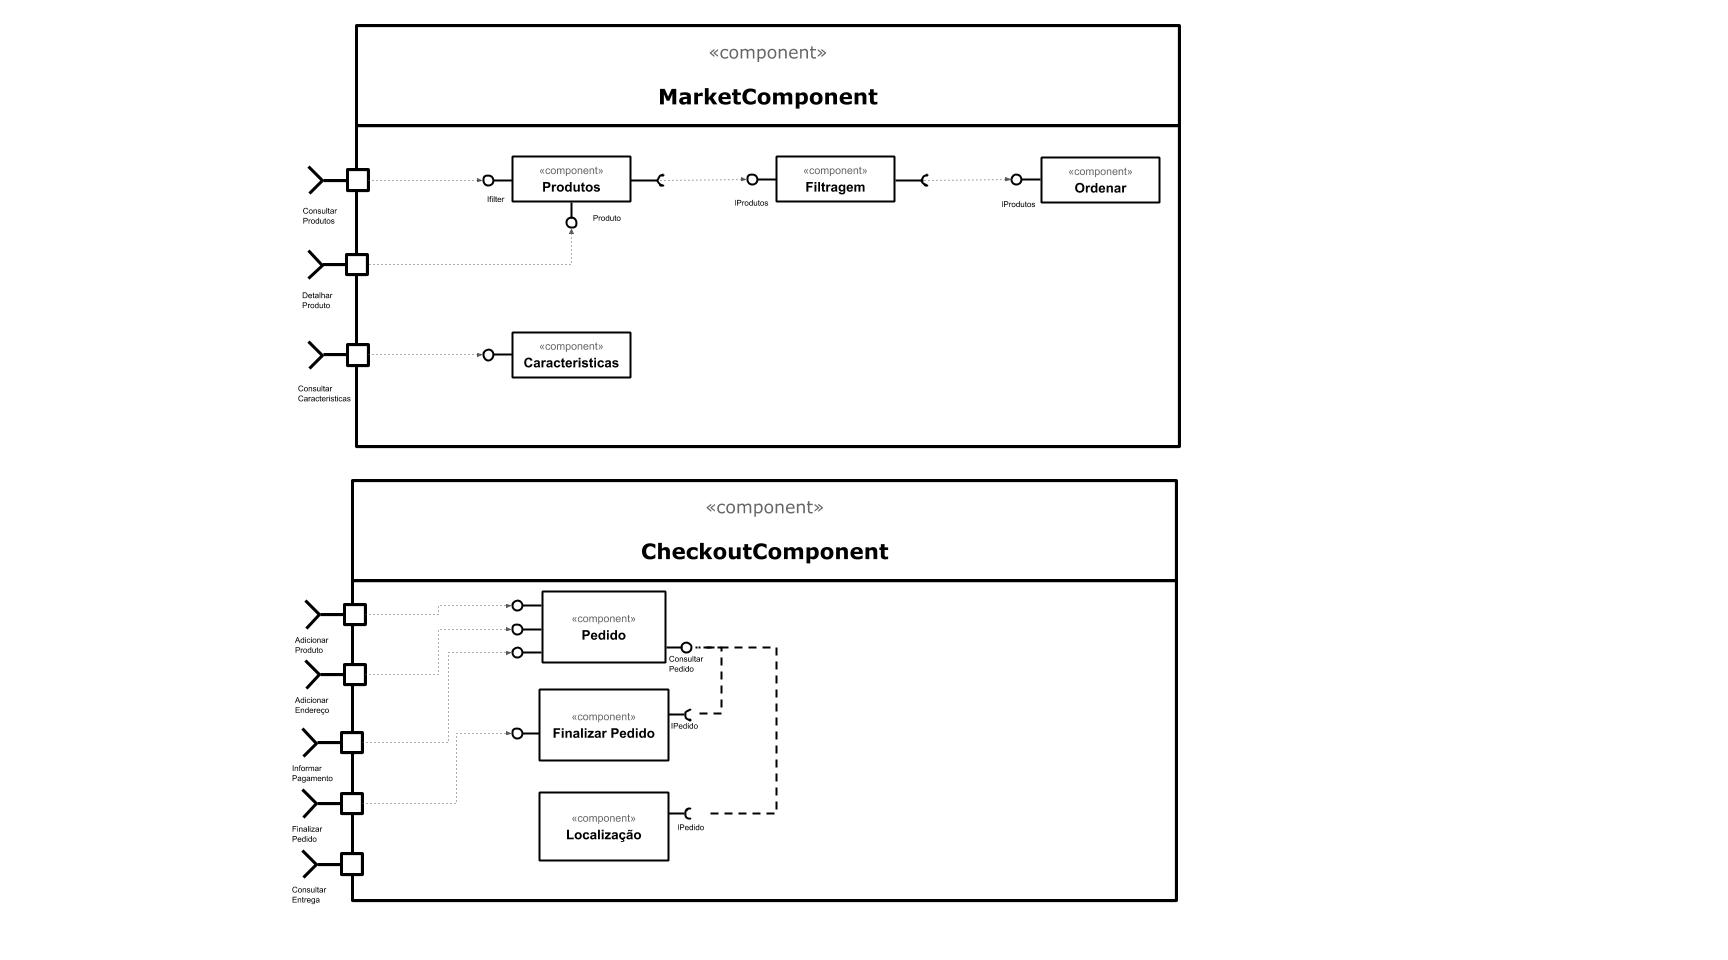 «component»
MarketComponent
Consultar
Produtos
Ifilter
«component»
Produtos
Produto
IProdutos
«component»
Filtragem
IProdutos
«component»
Ordenar
Detalhar
Produto
Consultar
Caracteristicas
«component»
Caracteristicas
«component»
CheckoutComponent
Adicionar
Produto
Adicionar
Endereço
Informar
Pagamento
Finalizar
Pedido
Consultar
Entrega
«component»
Pedido
Consultar
Pedido
«component»
Finalizar Pedido
IPedido
«component»
Localização
IPedido